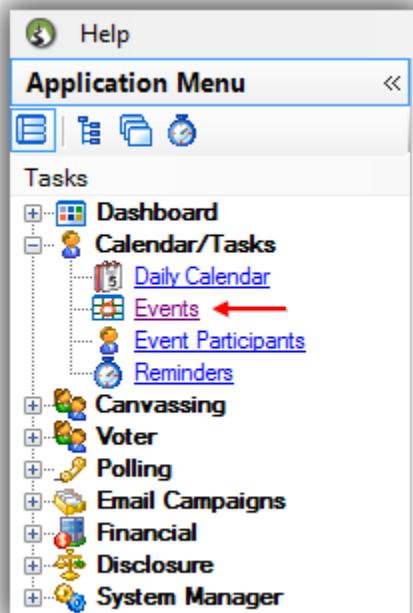 Help
Application Menu
Tasks
Dashboard
Calendar/Tasks
5
Daily Calendar
Events
Event Participants
Reminders
Canvassing
Voter
Polling
Email Campaigns
Financial
Disclosure
System Manager